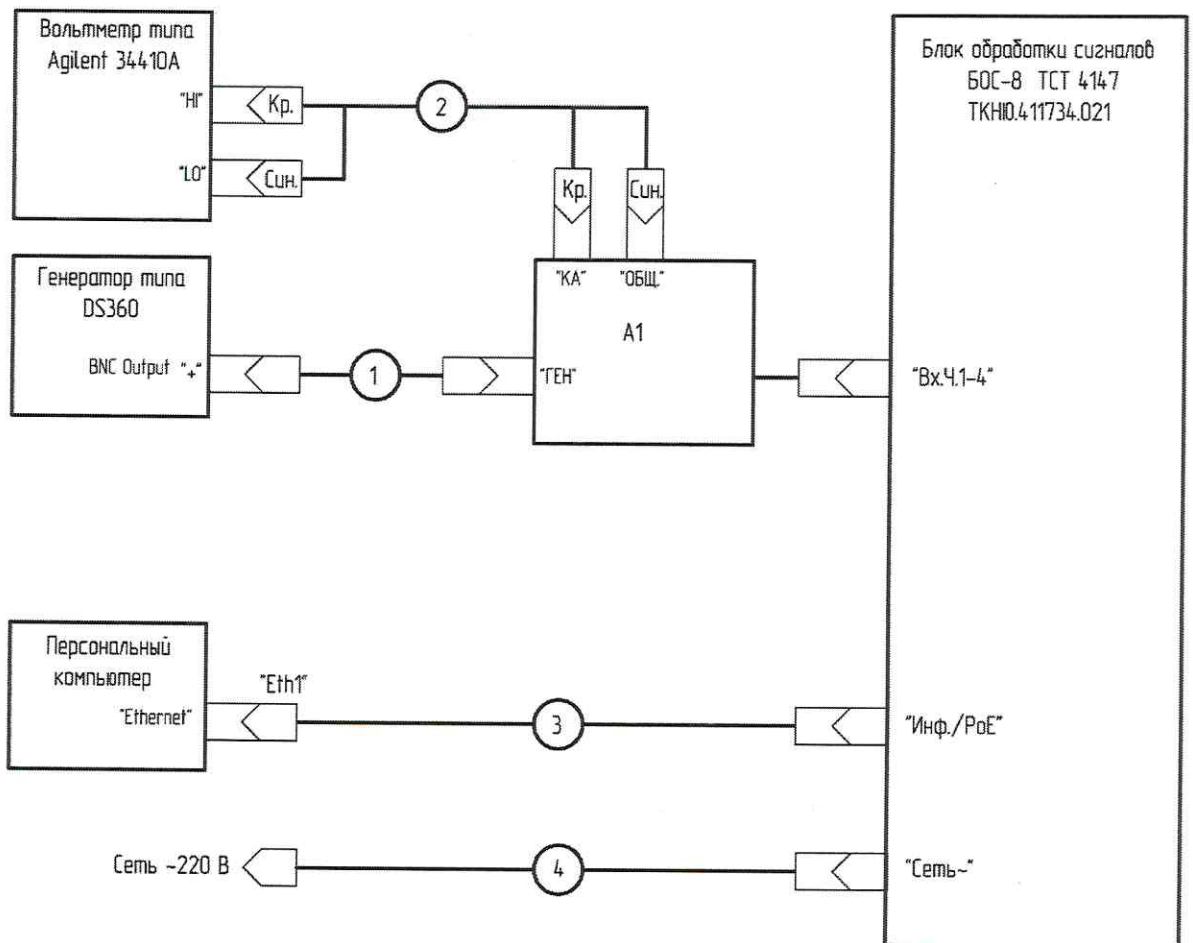 Вольтметр типа
Agilent 34410A
"HI"
Кр.
2
"LO"
Син.
Кр.
Син.
Генератор типа
DS360
BNC Output "+"
1
"КА"
"ОБЩ."
А1
"ГЕН"
Блок обработки сигналов
БОС-8 ТСТ 4147
ТКНЮ.411734.021
"Вх.Ч.1-4"
Персональный
компьютер
"Ethernet"
"Eth1"
3
"Инф./PoE"
Сеть ~220 В
4
"Сеть~"